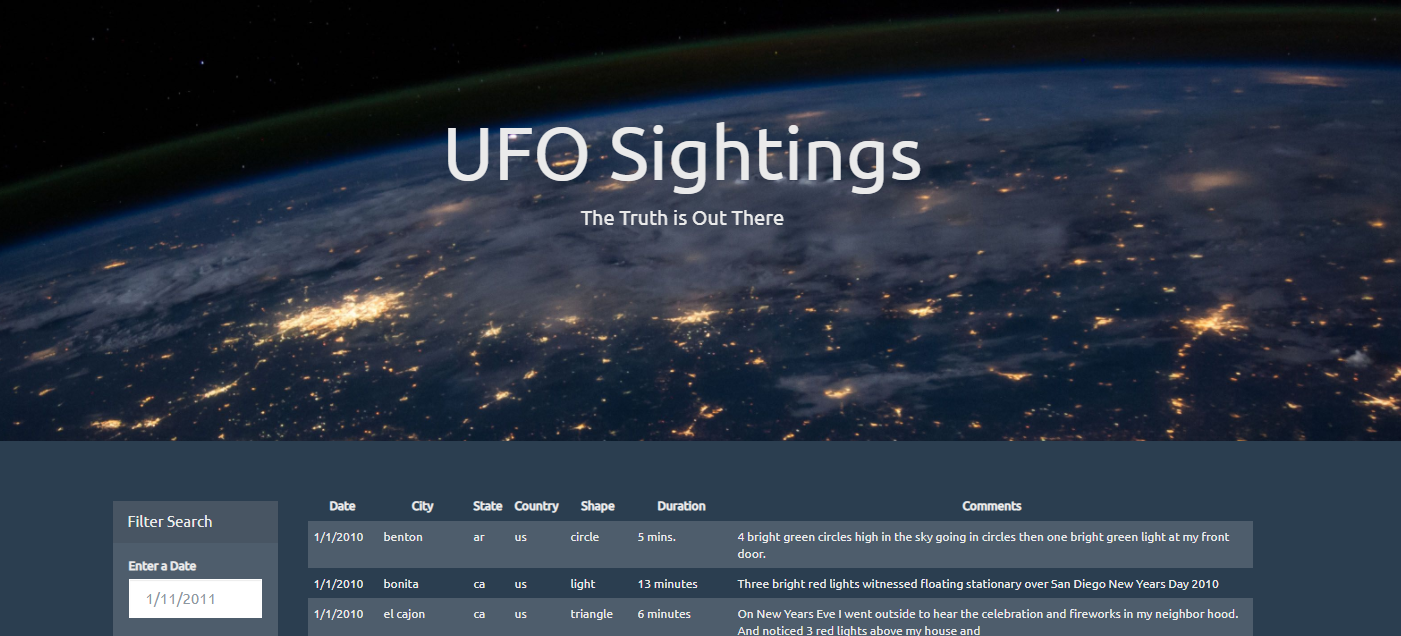 UFO Sightings
The Truth is Out There
Filter Search
Enter a Date
1/11/2011
Date City State Country Shape Duration Comments
1/1/2010 benton ar us circle 5 mins. 4 bright green circles high in the sky going in circles then one bright green light at my front
door.
1/1/2010 bonita ca us light 13 minutes Three bright red lights witnessed floating stationary over San Diego New Years Day 2010
1/1/2010 el cajon ca us triangle 6 minutes On New Years Eve I went outside to hear the celebration and fireworks in my neighbor hood.
And noticed 3 red lights above my house and